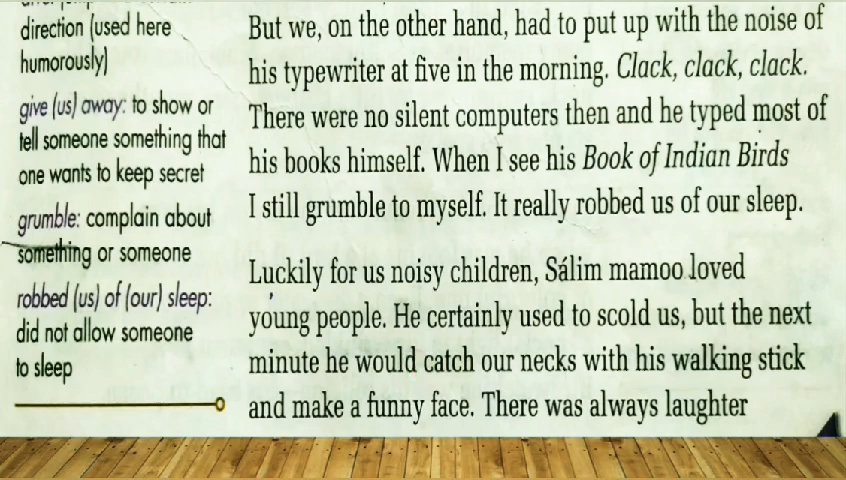 direction (used here
humorously)
give (us) away: to show or
tell someone something that
one wants to keep secret
grumble: complain about
something or someone
robbed (us) of (our) sleep:
did not allow someone
to sleep
But we, on the other hand, had to put up with the noise of
his typewriter at five in the morning. Clack, clack, clack.
There were no silent computers then and he typed most of
his books himself. When I see his Book of Indian Birds
I still grumble to myself. It really robbed us of our sleep.
Luckily for us noisy children, Sálim mamoo loved
young people. He certainly used to scold us, but the next
minute he would catch our necks with his walking stick
and make a funny face. There was always laughter